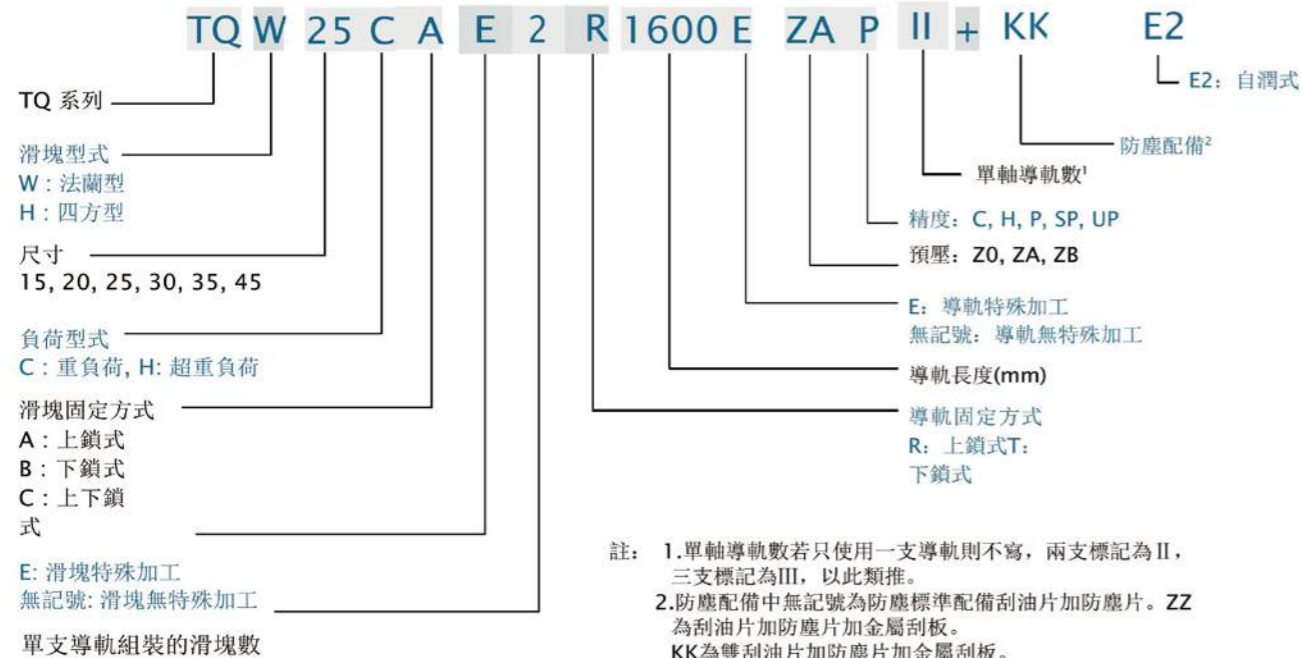 TQ W 25 C A E 2 R 1600 E ZA P II + KK E2
E2：自潤式
TQ 系列
防塵配備²
滑塊型式
單軸導軌數¹
W：法蘭型
H：四方型
精度：C, H, P, SP, UP
尺寸
預壓：Z0, ZA, ZB
15, 20, 25, 30, 35, 45
E：導軌特殊加工
負荷型式
無記號：導軌無特殊加工
C：重負荷, H: 超重負荷
導軌長度(mm)
滑塊固定方式
導軌固定方式
A：上鎖式
R：上鎖式T：
B：下鎖式
下鎖式
C：上下鎖
式
註： 1.單軸導軌數若只使用一支導軌則不寫，兩支標記為II，
三支標記為III，以此類推。
E: 滑塊特殊加工
無記號: 滑塊無特殊加工
2.防塵配備中無記號為防塵標準配備刮油片加防塵片。ZZ
為刮油片加防塵片加金屬刮板。
單支導軌組裝的滑塊數
KK為雙刮油片加防塵片加金屬刮板。